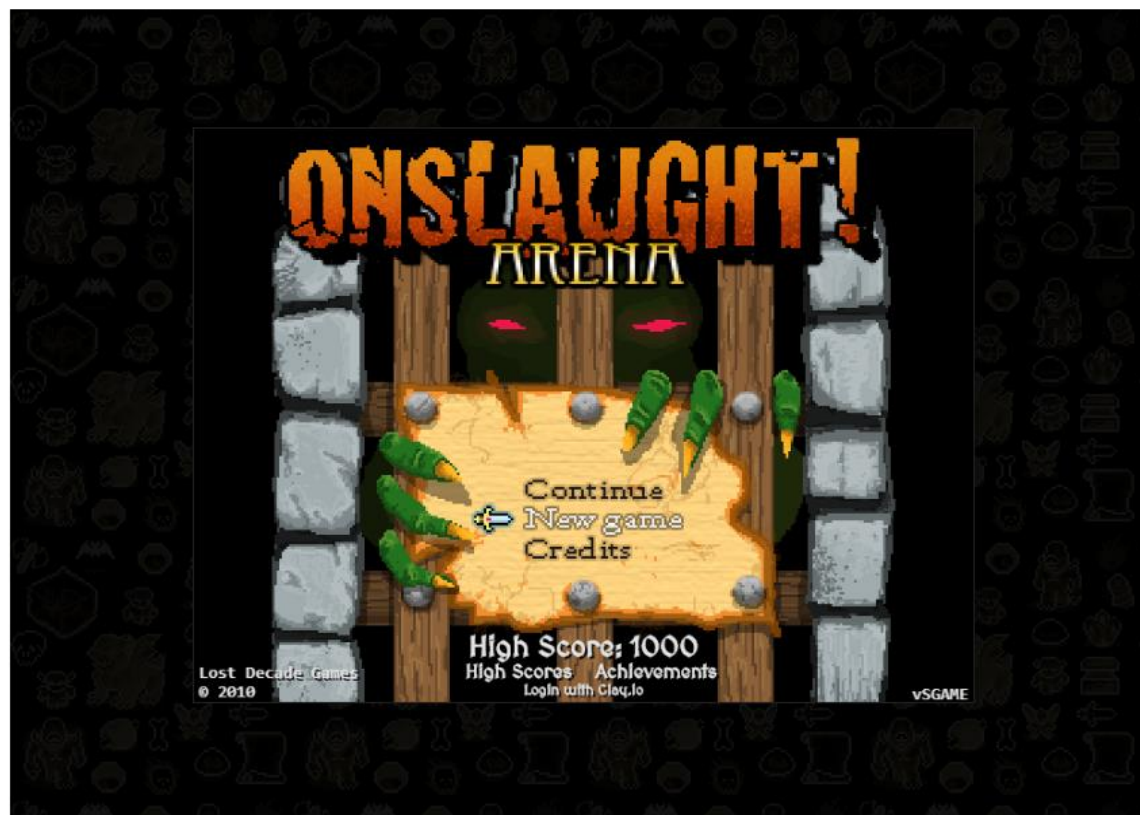 ONSLAUGHT!
ARENA
Continue
New game
Credits
High Score: 1000
High Scores Achievements
Login with Clay.io
Lost Decade Games
© 2010
vSGAME